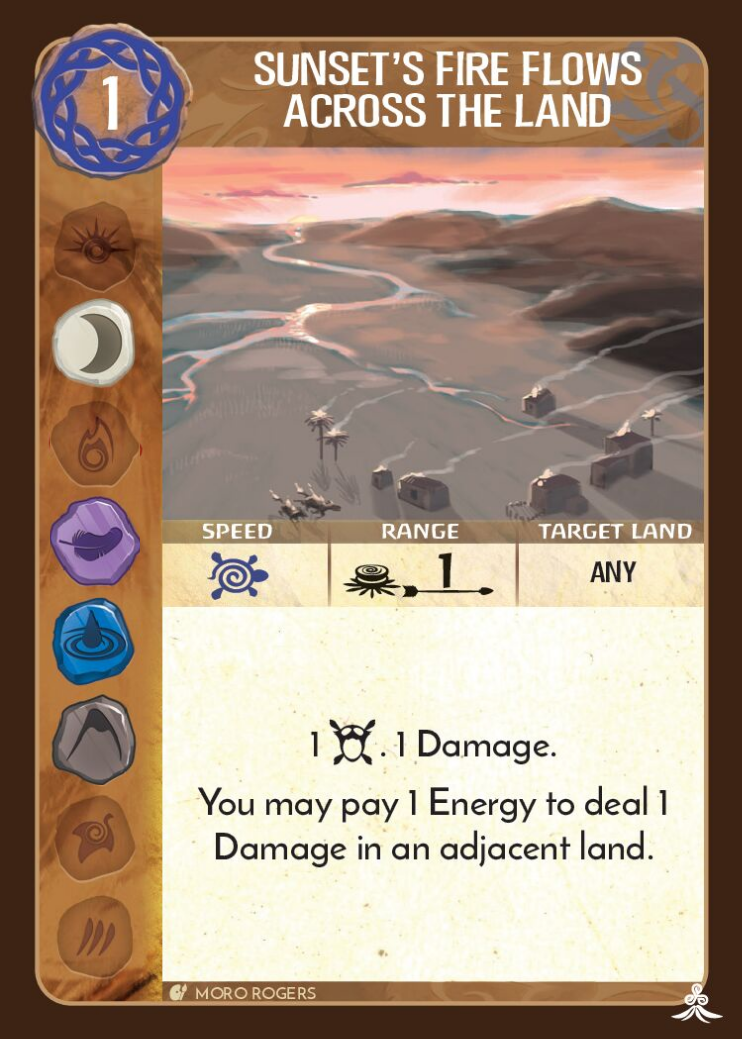 1
SUNSET'S FIRE FLOWS
ACROSS THE LAND
SPEED RANGE TARGET LAND
1 ANY
1 . 1 Damage.
You may pay 1 Energy to deal 1
Damage in an adjacent land.
MORO ROGERS